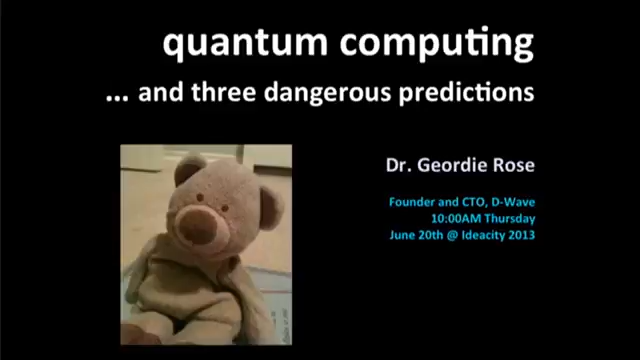 quantum computing
... and three dangerous predictions
Dr. Geordie Rose
Founder and CTO, D-Wave
10:00AM Thursday
June 20th @ Ideacity 2013